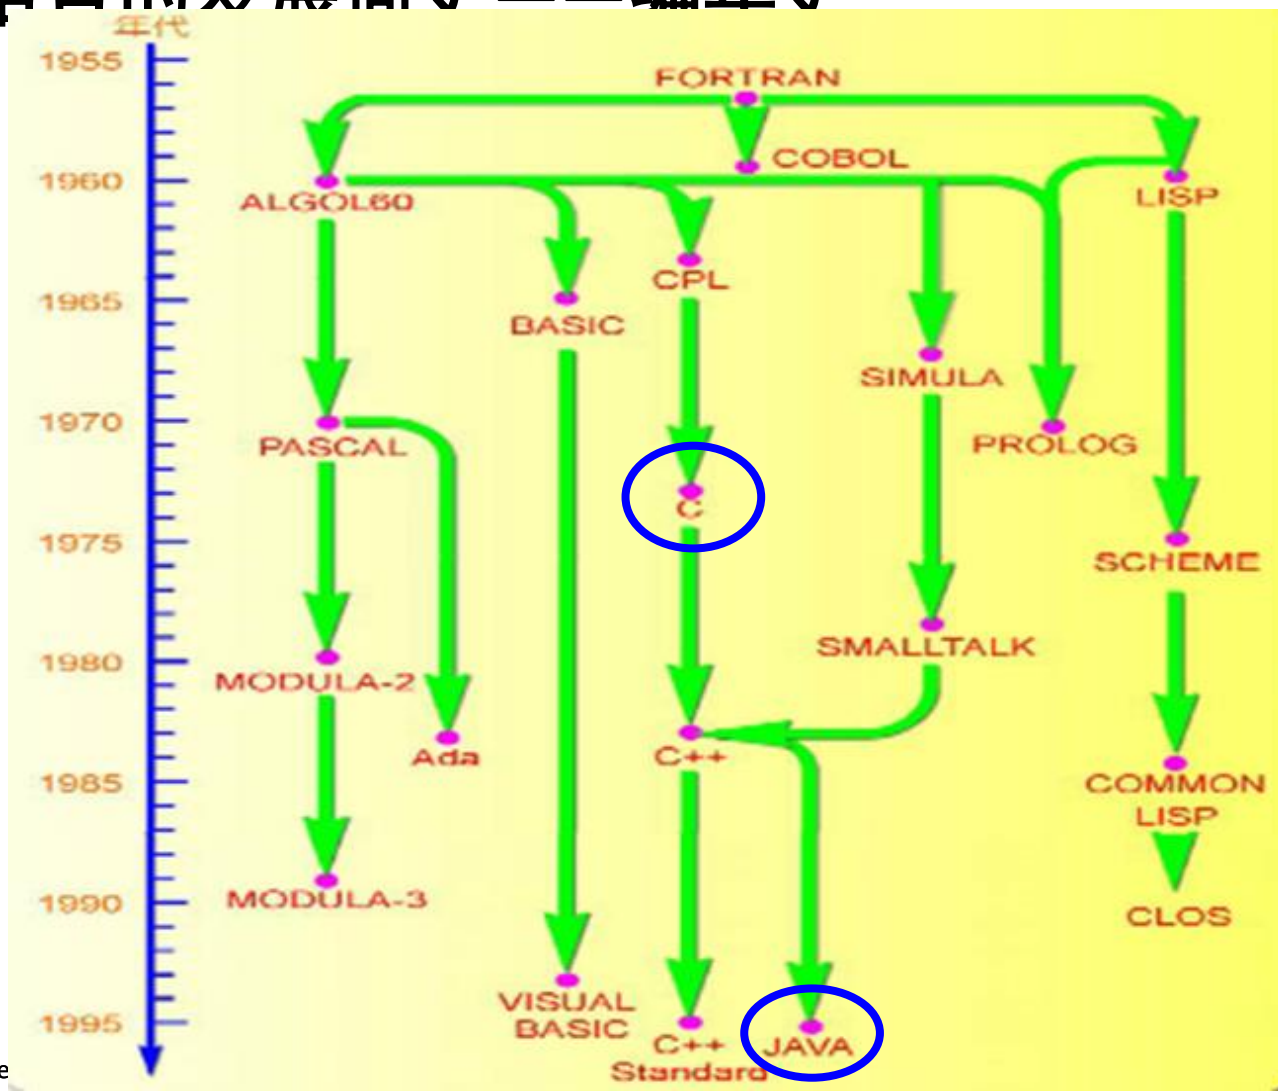 年代
1955
FORTRAN
COBOL
1960
ALGOL60
LISP
CPL
1965
BASIC
SIMULA
1970
PASCAL
PROLOG
C
1975
SCHEME
SMALLTALK
1980
MODULA-2
Ada
C++
1985
COMMON
LISP
1990
MODULA-3
CLOS
VISUAL
BASIC
1995
C++
Standard
JAVA
e